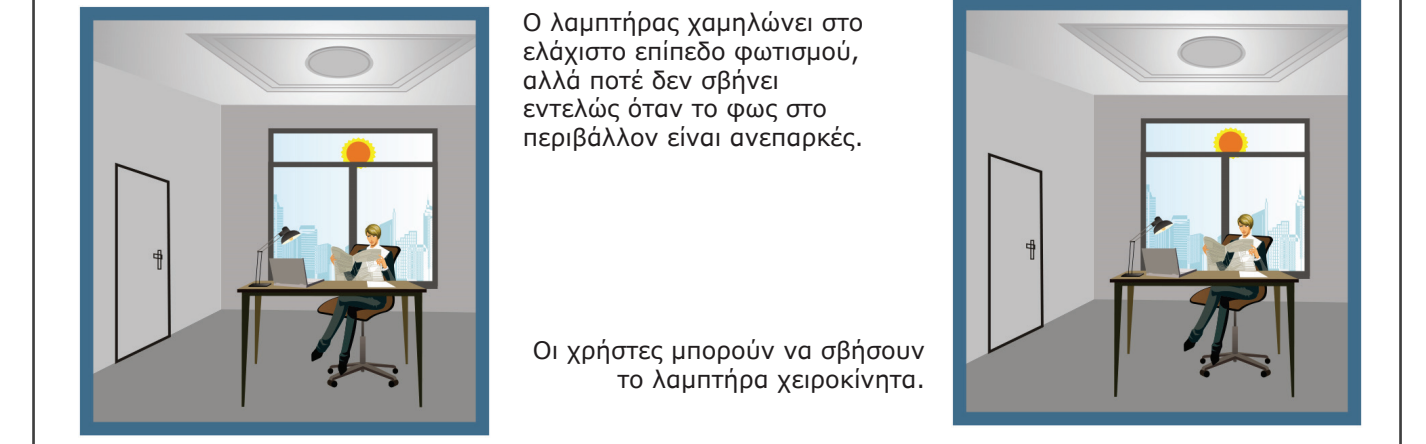 Ο λαμπτήρας χαμηλώνει στο
ελάχιστο επίπεδο φωτισμού,
αλλά ποτέ δεν σβήνει
εντελώς όταν το φως στο
περιβάλλον είναι ανεπαρκές.
Οι χρήστες μπορούν να σβήσουν
το λαμπτήρα χειροκίνητα.